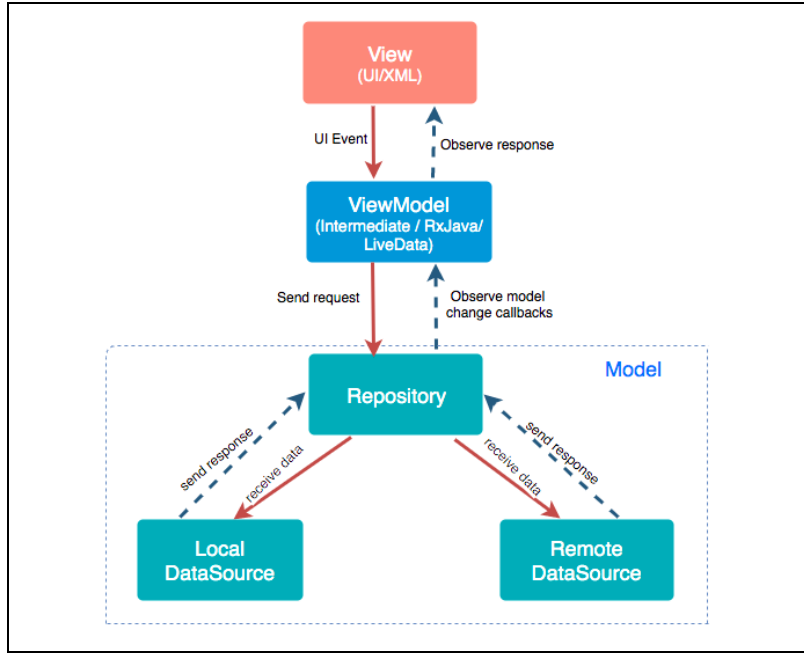 View
(UI/XML)
UI Event
Observe response
ViewModel
(Intermediate / RxJava/
LiveData)
Send request
Observe model
change callbacks
Model
Repository
send response
receive data
receive data
send response
Local
DataSource
Remote
DataSource